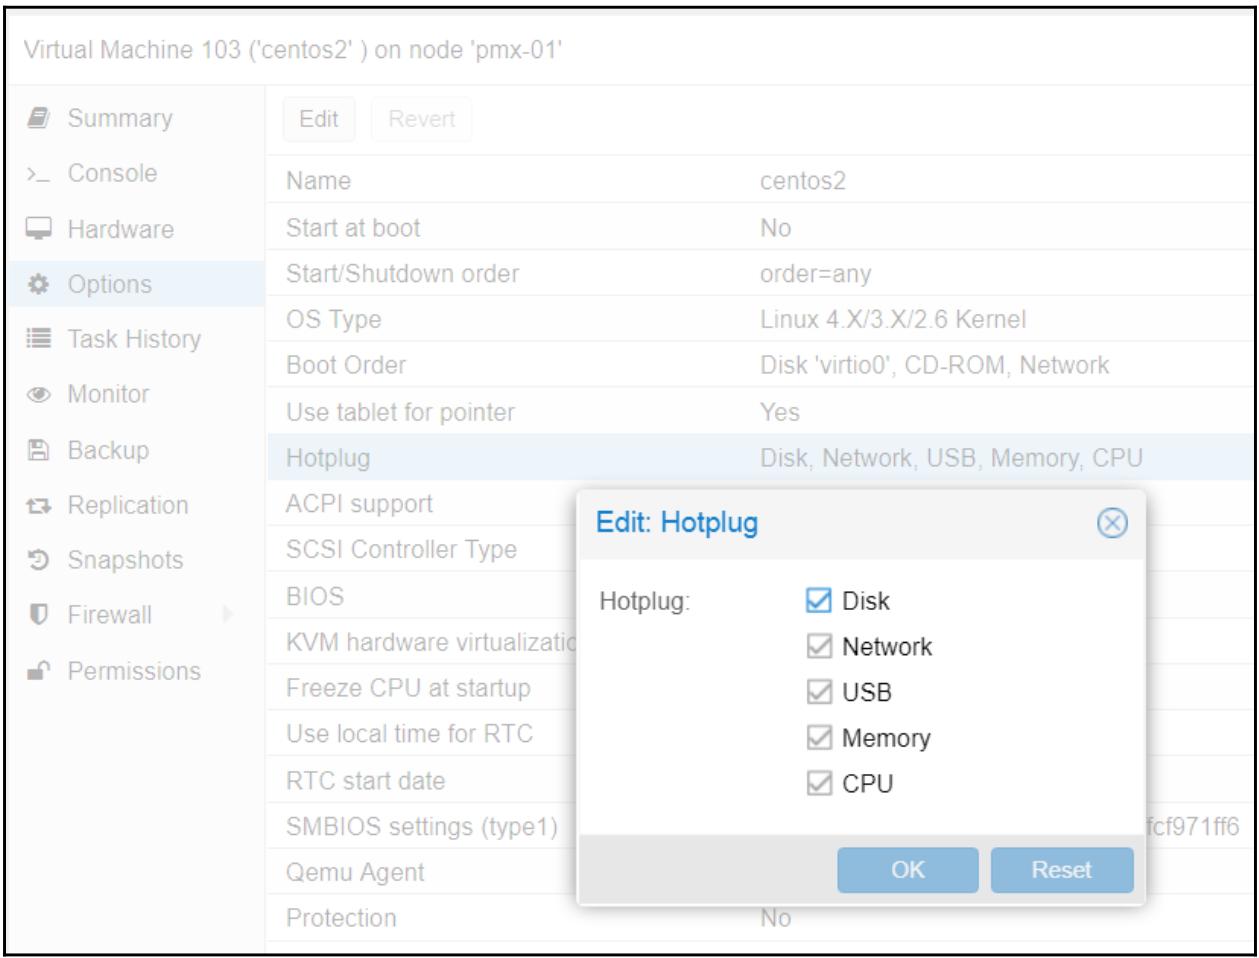 Virtual Machine 103 ('centos2' ) on node 'pmx-01'
Summary
Console
Hardware
Options
Task History
Monitor
Backup
Replication
Snapshots
Firewall
Permissions
Edit Revert
Name centos2
Start at boot No
Start/Shutdown order order=any
OS Type Linux 4.X/3.X/2.6 Kernel
Boot Order Disk 'virtio0', CD-ROM, Network
Use tablet for pointer Yes
Hotplug Disk, Network, USB, Memory, CPU
ACPI support
SCSI Controller Type
BIOS
KVM hardware virtualizatio
Freeze CPU at startup
Use local time for RTC
RTC start date
SMBIOS settings (type1) fcf971ff6
Qemu Agent
Protection No
Edit: Hotplug
Hotplug: Disk
Network
USB
Memory
CPU
OK Reset